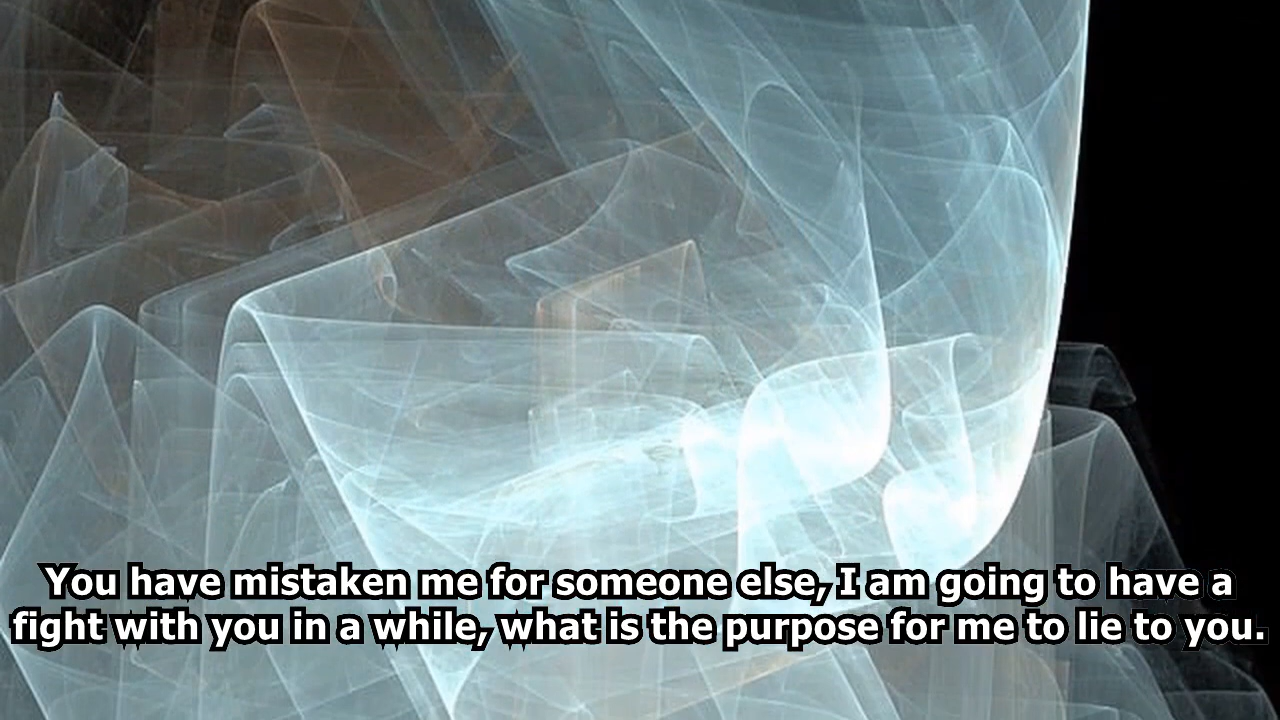 You have mistaken me for someone else, I am going to have a
fight with you in a while, what is the purpose for me to lie to you.